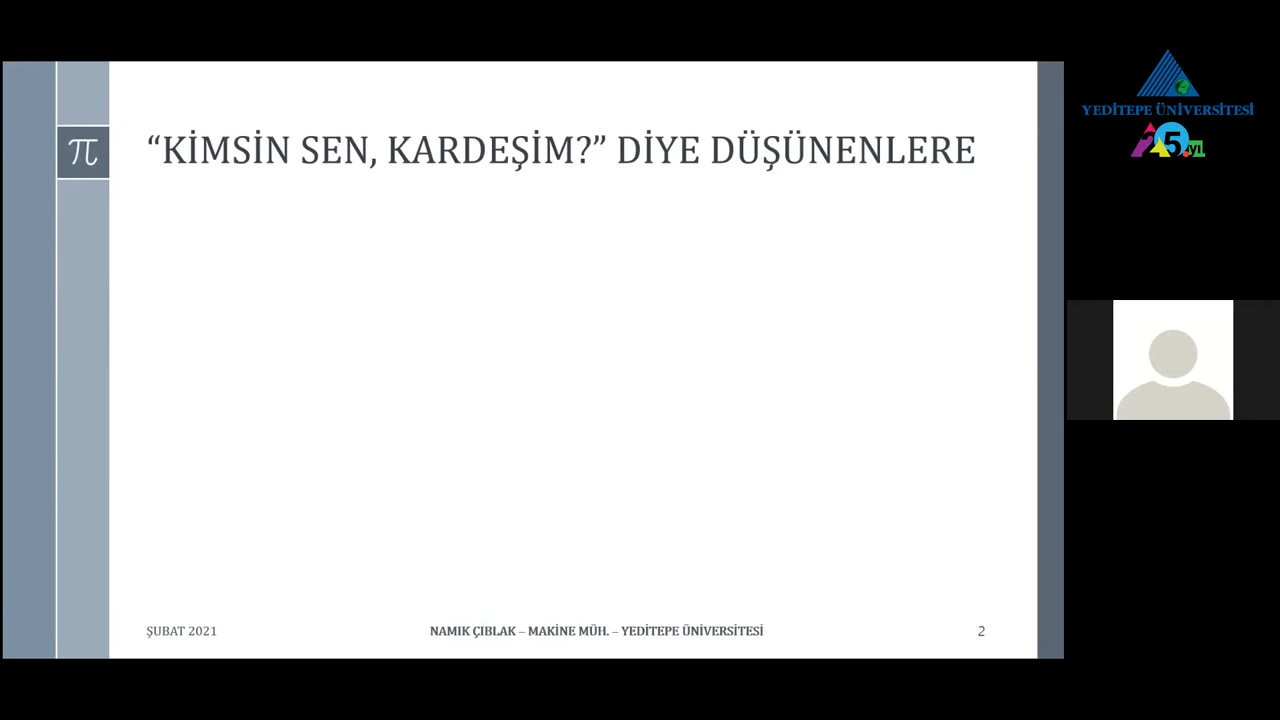 π
“KİMSİN SEN, KARDEŞİM?” DİYE DÜŞÜNENLERE
ŞUBAT 2021
NAMIK ÇIBLAK – MAKİNE MÜH. – YEDİTEPE ÜNİVERSİTESİ
2
YEDİTEPE ÜNİVERSİTESİ
25.yıl